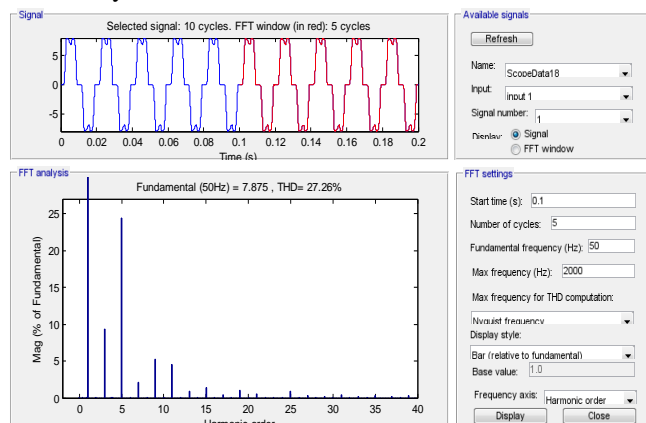 Signal
Selected signal: 10 cycles. FFT window (in red): 5 cycles
5
0
-5
0 0.02 0.04 0.06 0.08 0.1 0.12 0.14 0.16 0.18 0.2
Time (s)
FFT analysis
Fundamental (50Hz) = 7.875 , THD= 27.26%
25
20
15
10
5
0
Mag (% of Fundamental)
0 5 10 15 20 25 30 35 40
Harmonic order
Available signals
Refresh
Name: ScopeData18
Input: input 1
Signal number: 1
Display: Signal
FFT window
FFT settings
Start time (s): 0.1
Number of cycles: 5
Fundamental frequency (Hz): 50
Max frequency (Hz): 2000
Max frequency for THD computation:
Nyquist frequency
Display style:
Bar (relative to fundamental)
Base value: 1.0
Frequency axis: Harmonic order
Display Close